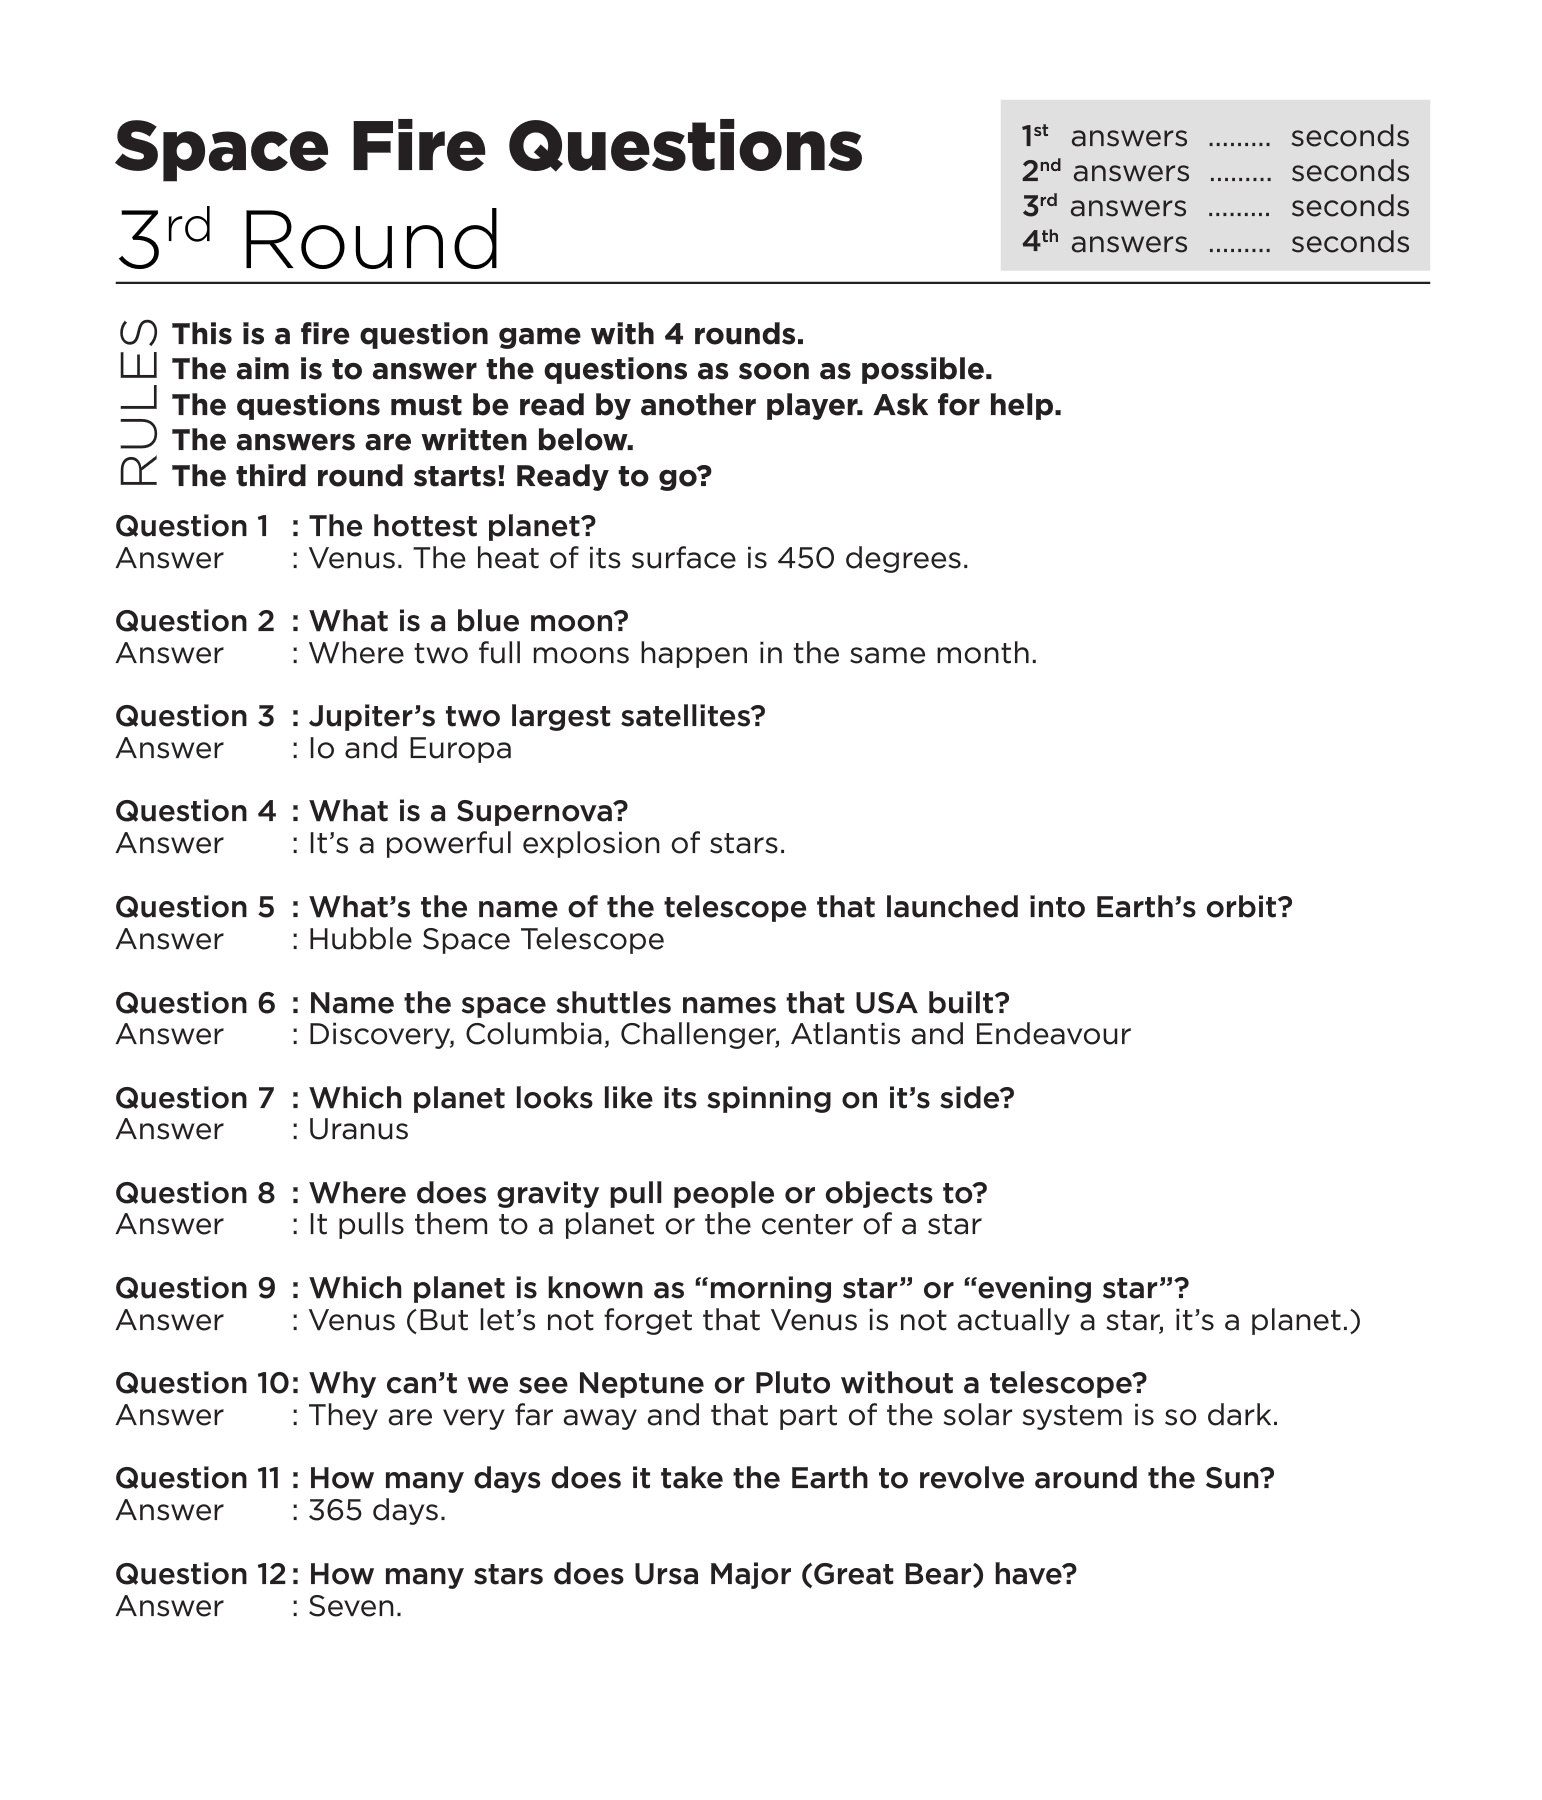 Space Fire Questions
3rd Round
1st answers ......... seconds
2nd answers ......... seconds
3rd answers ......... seconds
4th answers ......... seconds
RULES
This is a fire question game with 4 rounds.
The aim is to answer the questions as soon as possible.
The questions must be read by another player. Ask for help.
The answers are written below.
The third round starts! Ready to go?
Question 1 : The hottest planet?
Answer : Venus. The heat of its surface is 450 degrees.
Question 2 : What is a blue moon?
Answer : Where two full moons happen in the same month.
Question 3 : Jupiter’s two largest satellites?
Answer : Io and Europa
Question 4 : What is a Supernova?
Answer : It’s a powerful explosion of stars.
Question 5 : What’s the name of the telescope that launched into Earth’s orbit?
Answer : Hubble Space Telescope
Question 6 : Name the space shuttles names that USA built?
Answer : Discovery, Columbia, Challenger, Atlantis and Endeavour
Question 7 : Which planet looks like its spinning on it’s side?
Answer : Uranus
Question 8 : Where does gravity pull people or objects to?
Answer : It pulls them to a planet or the center of a star
Question 9 : Which planet is known as “morning star” or “evening star”?
Answer : Venus (But let’s not forget that Venus is not actually a star, it’s a planet.)
Question 10: Why can’t we see Neptune or Pluto without a telescope?
Answer : They are very far away and that part of the solar system is so dark.
Question 11 : How many days does it take the Earth to revolve around the Sun?
Answer : 365 days.
Question 12: How many stars does Ursa Major (Great Bear) have?
Answer : Seven.